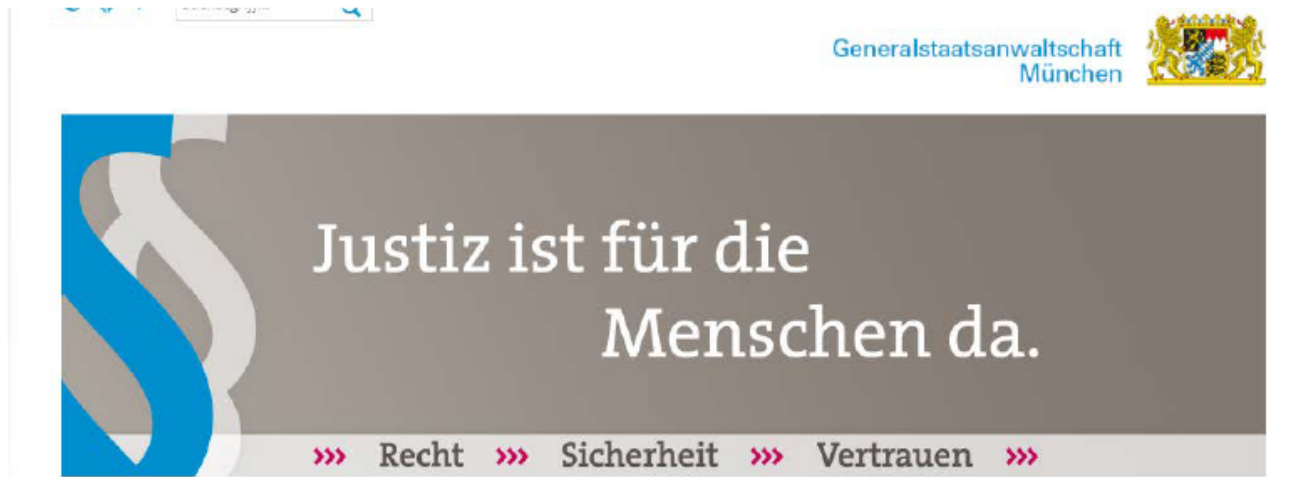 Generalstaatsanwaltschaft
München
Justiz ist für die
Menschen da.
››› Recht ››› Sicherheit ››› Vertrauen ›››